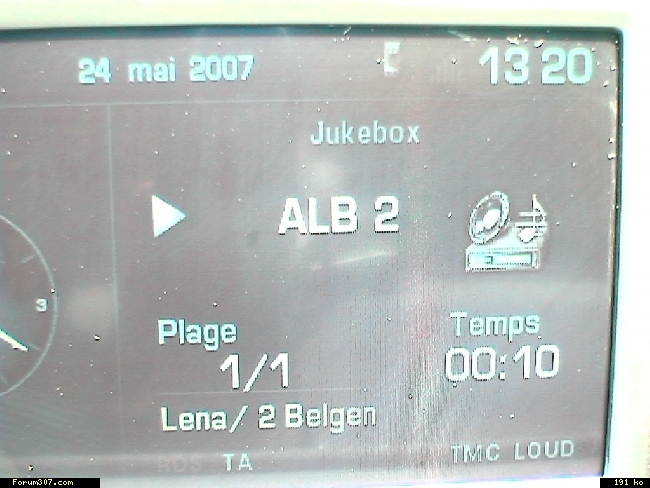 24 mai 2007
13 20
Jukebox
ALB 2
3
Plage
Temps
1/1
00:10
Lena/ 2 Belgen
RDS TA
TMC LOUD
Forum307.com
191 ko